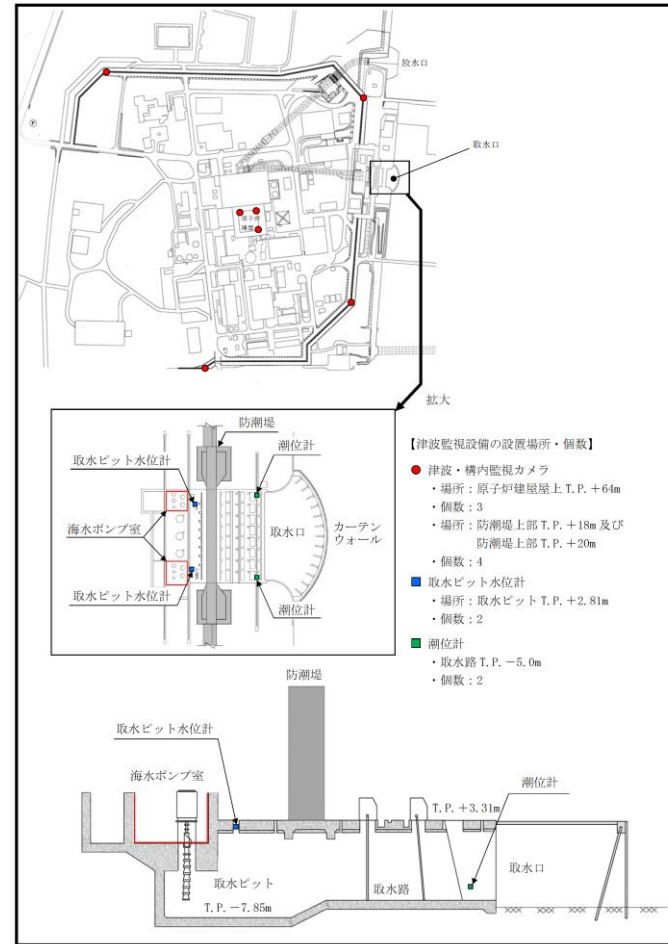 放水口
取水口
Ⓟ
原子炉
建屋
拡大
防潮堤
取水ピット水位計
潮位計
海水ポンプ室
取水口
カーテン
ウォール
取水ピット水位計
潮位計
【津波監視設備の設置場所・個数】
津波・構内監視カメラ
・場所：原子炉建屋屋上 T.P.＋64m
・個数：3
・場所：防潮堤上部 T.P.＋18m 及び
防潮堤上部 T.P.＋20m
・個数：4
取水ピット水位計
・場所：取水ピット T.P.＋2.81m
・個数：2
潮位計
・取水路 T.P.－5.0m
・個数：2
防潮堤
取水ピット水位計
海水ポンプ室
潮位計
T.P.＋3.31m
取水ピット
取水路
取水口
T.P.－7.85m